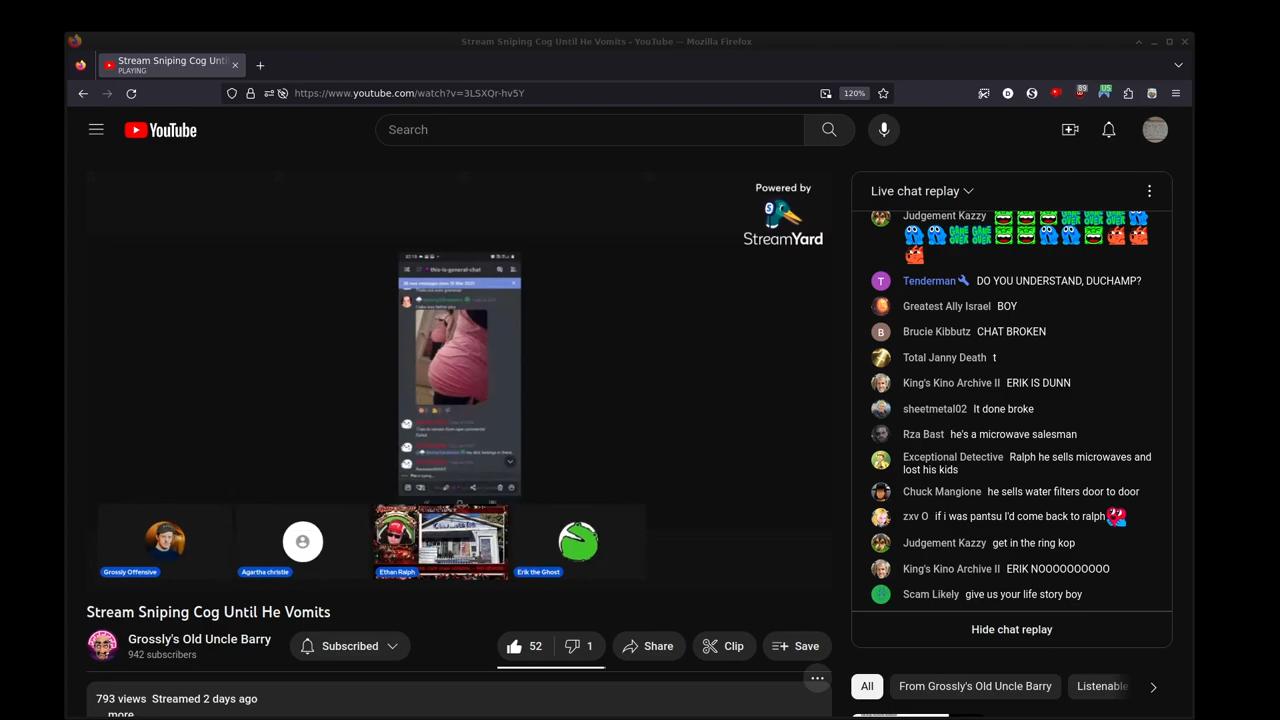 Stream Sniping Cog Until He Vomits - YouTube — Mozilla Firefox
Stream Sniping Cog Unti
PLAYING
https://www.youtube.com/watch?v=3LSXQr-hv5Y
120%
89
US
YouTube
Search
Powered by
StreamYard
this-is-general-chat
Grossly Offensive
Agartha christie
Ethan Ralph
Erik the Ghost
Stream Sniping Cog Until He Vomits
Grossly's Old Uncle Barry
942 subscribers
Subscribed
52
1
Share
Clip
Save
793 views Streamed 2 days ago
more
Live chat replay
Judgement Kazzy
Tenderman DO YOU UNDERSTAND, DUCHAMP?
Greatest Ally Israel BOY
Brucie Kibbutz CHAT BROKEN
Total Janny Death t
King's Kino Archive II ERIK IS DUNN
sheetmetal02 It done broke
Rza Bast he's a microwave salesman
Exceptional Detective Ralph he sells microwaves and
lost his kids
Chuck Mangione he sells water filters door to door
zxv O if i was pantsu I'd come back to ralph
Judgement Kazzy get in the ring kop
King's Kino Archive II ERIK NOOOOOOOOOO
Scam Likely give us your life story boy
Hide chat replay
All
From Grossly's Old Uncle Barry
Listenable